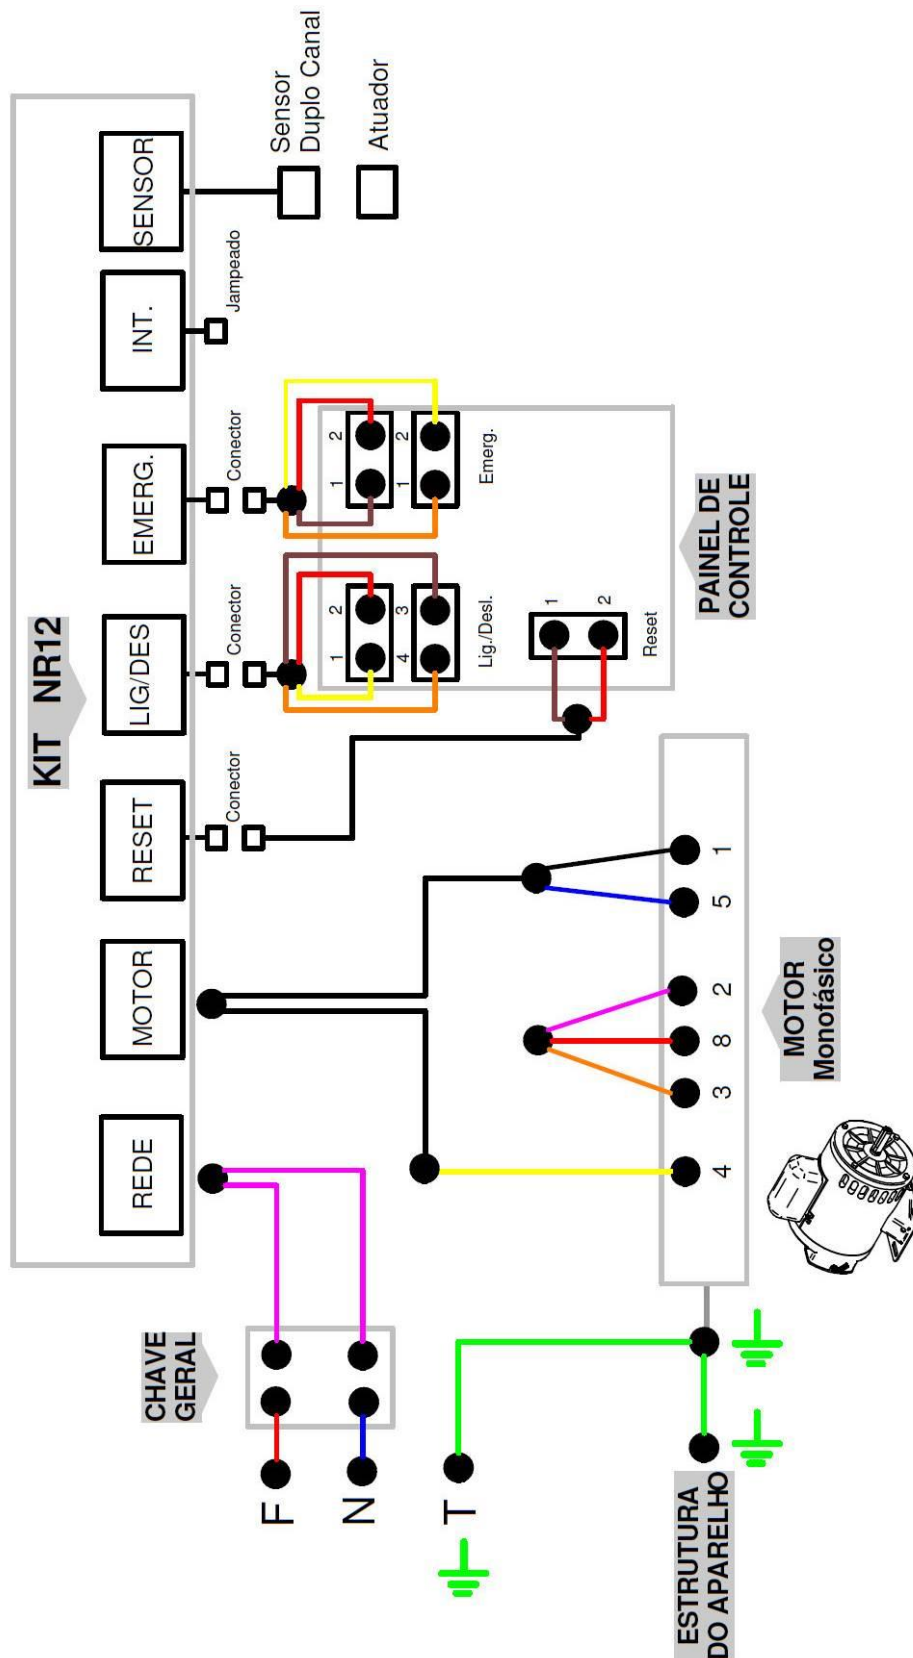 KIT NR12
REDE
MOTOR
RESET
LIG/DES
EMERG.
INT.
SENSOR
Conector
Conector
Conector
Jampeado
Sensor
Duplo Canal
Atuador
CHAVE
GERAL
F
N
T
1
2
4
3
Lig/Desl.
1
2
1
2
Emerg.
1
2
Reset
PAINEL DE
CONTROLE
4
3
8
2
5
1
MOTOR
Monofásico
ESTRUTURA
DO APARELHO